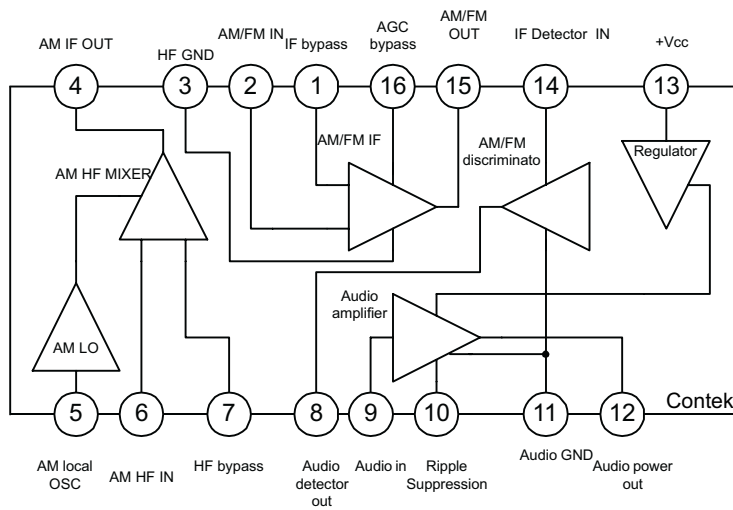 AM IF OUT
HF GND
AM/FM IN
IF bypass
AGC
bypass
AM/FM
OUT
IF Detector IN
+Vcc
4
3
2
1
16
15
14
13
AM HF MIXER
AM/FM IF
AM/FM
discriminato
Regulator
AM LO
Audio
amplifier
Contek
5
6
7
8
9
10
11
12
AM local
OSC
AM HF IN
HF bypass
Audio
detector
out
Audio in
Ripple
Suppression
Audio GND
Audio power
out